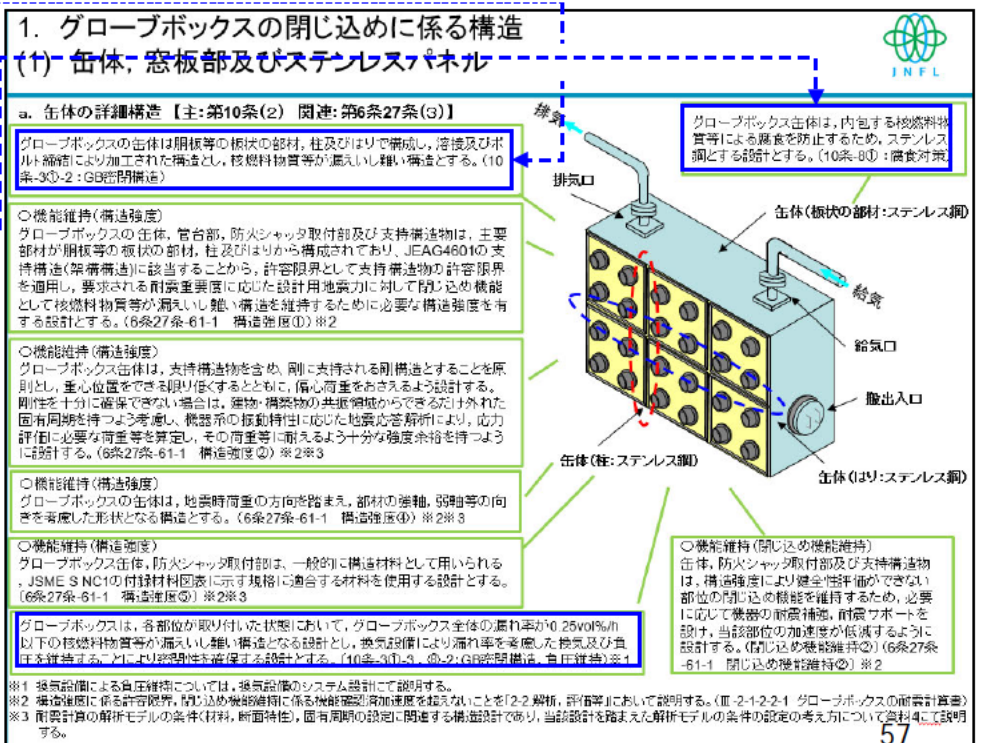 1. グローブボックスの閉じ込めに係る構造
(1) 缶体，窓板部及びステンレスパネル
JNFL
a. 缶体の詳細構造【主:第10条(2) 関連:第6条27条(3)】
グローブボックスの缶体は胴板等の板状の部材，柱及びはりで構成し，溶接及びボ
ルト締結により加工された構造とし，核燃料物質等が漏えいし難い構造とする。(10
条-3①-2：GB密閉構造)
○機能維持(構造強度)
グローブボックスの缶体，管台部，防火シャッタ取付部及び支持構造物は，主要
部材が胴板等の板状の部材，柱及びはりから構成されており、JEAG4601の支
持構造(架構構造)に該当することから，許容限界として支持構造物の許容限界
を適用し，要求される耐震重要度に応じた設計用地震力に対して閉じ込め機能
として核燃料物質等が漏えいし難い構造を維持するために必要な構造強度を有
する設計とする。(6条27条-61-1 構造強度①)※2
○機能維持(構造強度)
グローブボックス缶体は，支持構造物を含め，剛に支持される剛構造とすることを原
則とし，重心位置をできる限り低くするとともに，偏心荷重をおさえるよう設計する。
剛性を十分に確保できない場合は，建物・構築物の共振領域からできるだけ外れた
固有周期を持つよう考慮し，機器系の振動特性に応じた地震応答解析により，応力
評価に必要な荷重等を算定し，その荷重等に耐えるよう十分な強度余裕を持つよう
に設計する。(6条27条-61-1 構造強度②) ※2※3
○機能維持(構造強度)
グローブボックスの缶体は，地震時荷重の方向を踏まえ，部材の強軸，弱軸等の向
きを考慮した形状となる構造とする。(6条27条-61-1 構造強度④) ※2※3
○機能維持(構造強度)
グローブボックス缶体，防火シャッタ取付部は、一般的に構造材料として用いられる
，JSME S NC1の付録材料図表に示す規格に適合する材料を使用する設計とする。
(6条27条-61-1 構造強度⑤) ※2※3
グローブボックスは，各部位が取り付いた状態において，グローブボックス全体の漏れ率が0.25vol%/h
以下の核燃料物質等が漏えいし難い構造となる設計とし，換気設備により漏れ率を考慮した換気及び負
圧を維持することにより密閉性を確保する設計とする。(10条-3①-3，⑧-2:GB密閉構造，負圧維持)※1
グローブボックス缶体は，内包する核燃料物
質等による腐食を防止するため，ステンレス
鋼とする設計とする。(10条-8①：腐食対策)
排気
排気口
缶体(板状の部材:ステンレス鋼)
給気
給気口
搬出入口
缶体(柱:ステンレス鋼)
缶体(はり:ステンレス鋼)
○機能維持(閉じ込め機能維持)
缶体，防火シャッタ取付部及び支持構造物
は，構造強度により健全性評価ができない
部位の閉じ込め機能を維持するため，必要
に応じて機器の耐震補強，耐震サポートを
設け，当該部位の加速度が低減するように
設計する。(閉じ込め機能維持②)(6条27条
-61-1 閉じ込め機能維持②) ※2
※1 換気設備による負圧維持については，換気設備のシステム設計にて説明する。
※2 構造強度に係る許容限界，閉じ込め機能維持に係る機能確認済加速度を超えないことを「2-2.解析，評価等」において説明する。(Ⅲ-2-1-2-2-1 グローブボックスの耐震計算書)
※3 耐震計算の解析モデルの条件(材料，断面特性)，固有周期の設定に関連する構造設計であり，当該設計を踏まえた解析モデルの条件の設定の考え方について資料4にて説明
する。
57